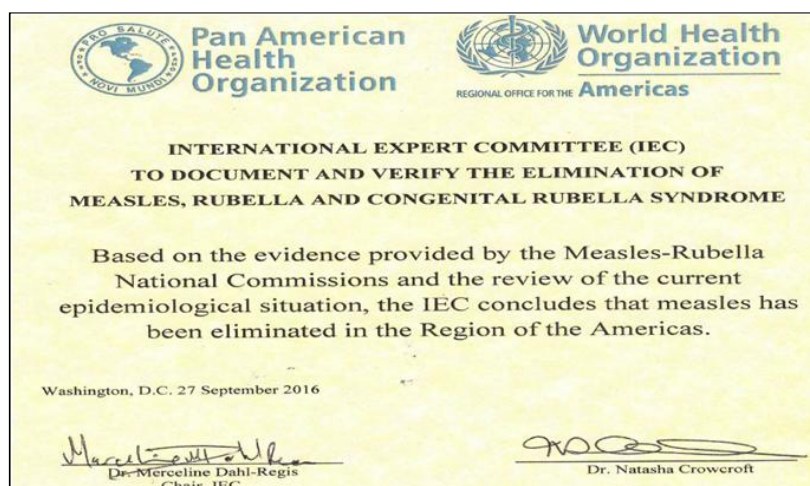 PRO SALUTE
NOVI MUNDI
Pan American
Health
Organization
World Health
Organization
REGIONAL OFFICE FOR THE Americas
INTERNATIONAL EXPERT COMMITTEE (IEC)
TO DOCUMENT AND VERIFY THE ELIMINATION OF
MEASLES, RUBELLA AND CONGENITAL RUBELLA SYNDROME
Based on the evidence provided by the Measles-Rubella
National Commissions and the review of the current
epidemiological situation, the IEC concludes that measles has
been eliminated in the Region of the Americas.
Washington, D.C. 27 September 2016
Dr. Merceline Dahl-Regis
Chair, IEC
Dr. Natasha Crowcroft